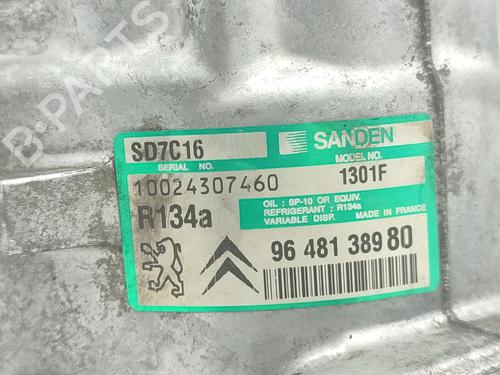 B-PARTS
SD7C16
SANDEN
SERIAL NO.
MODEL NO.
10024307460
1301F
R134a
OIL : SP-10 OR EQUIV.
REFRIGERANT : R134a
VARIABLE DISP. MADE IN FRANCE
96 481 389 80